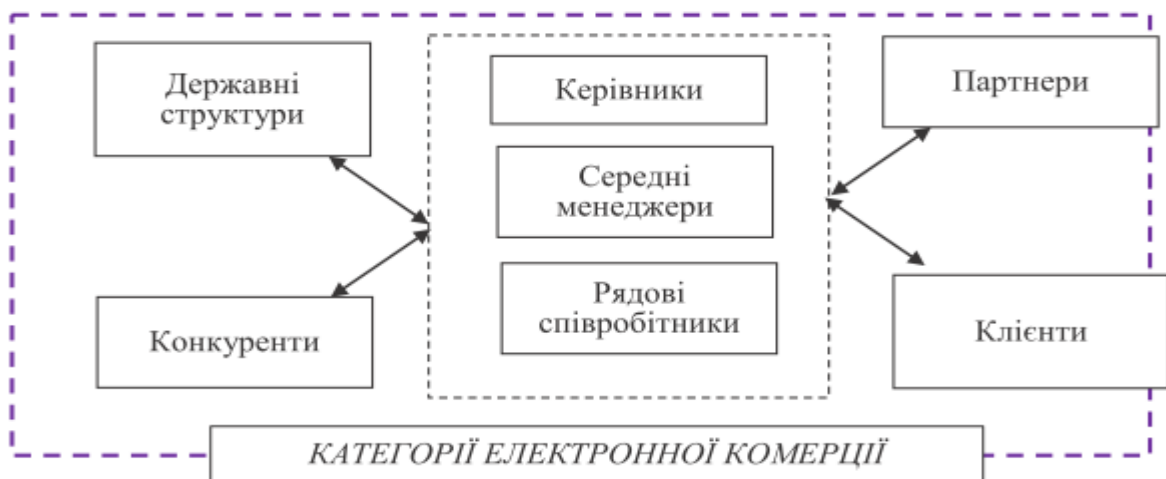 Державні
структури
Керівники
Партнери
Середні
менеджери
Конкуренти
Рядові
співробітники
Клієнти
КАТЕГОРІЇ ЕЛЕКТРОННОЇ КОМЕРЦІЇ